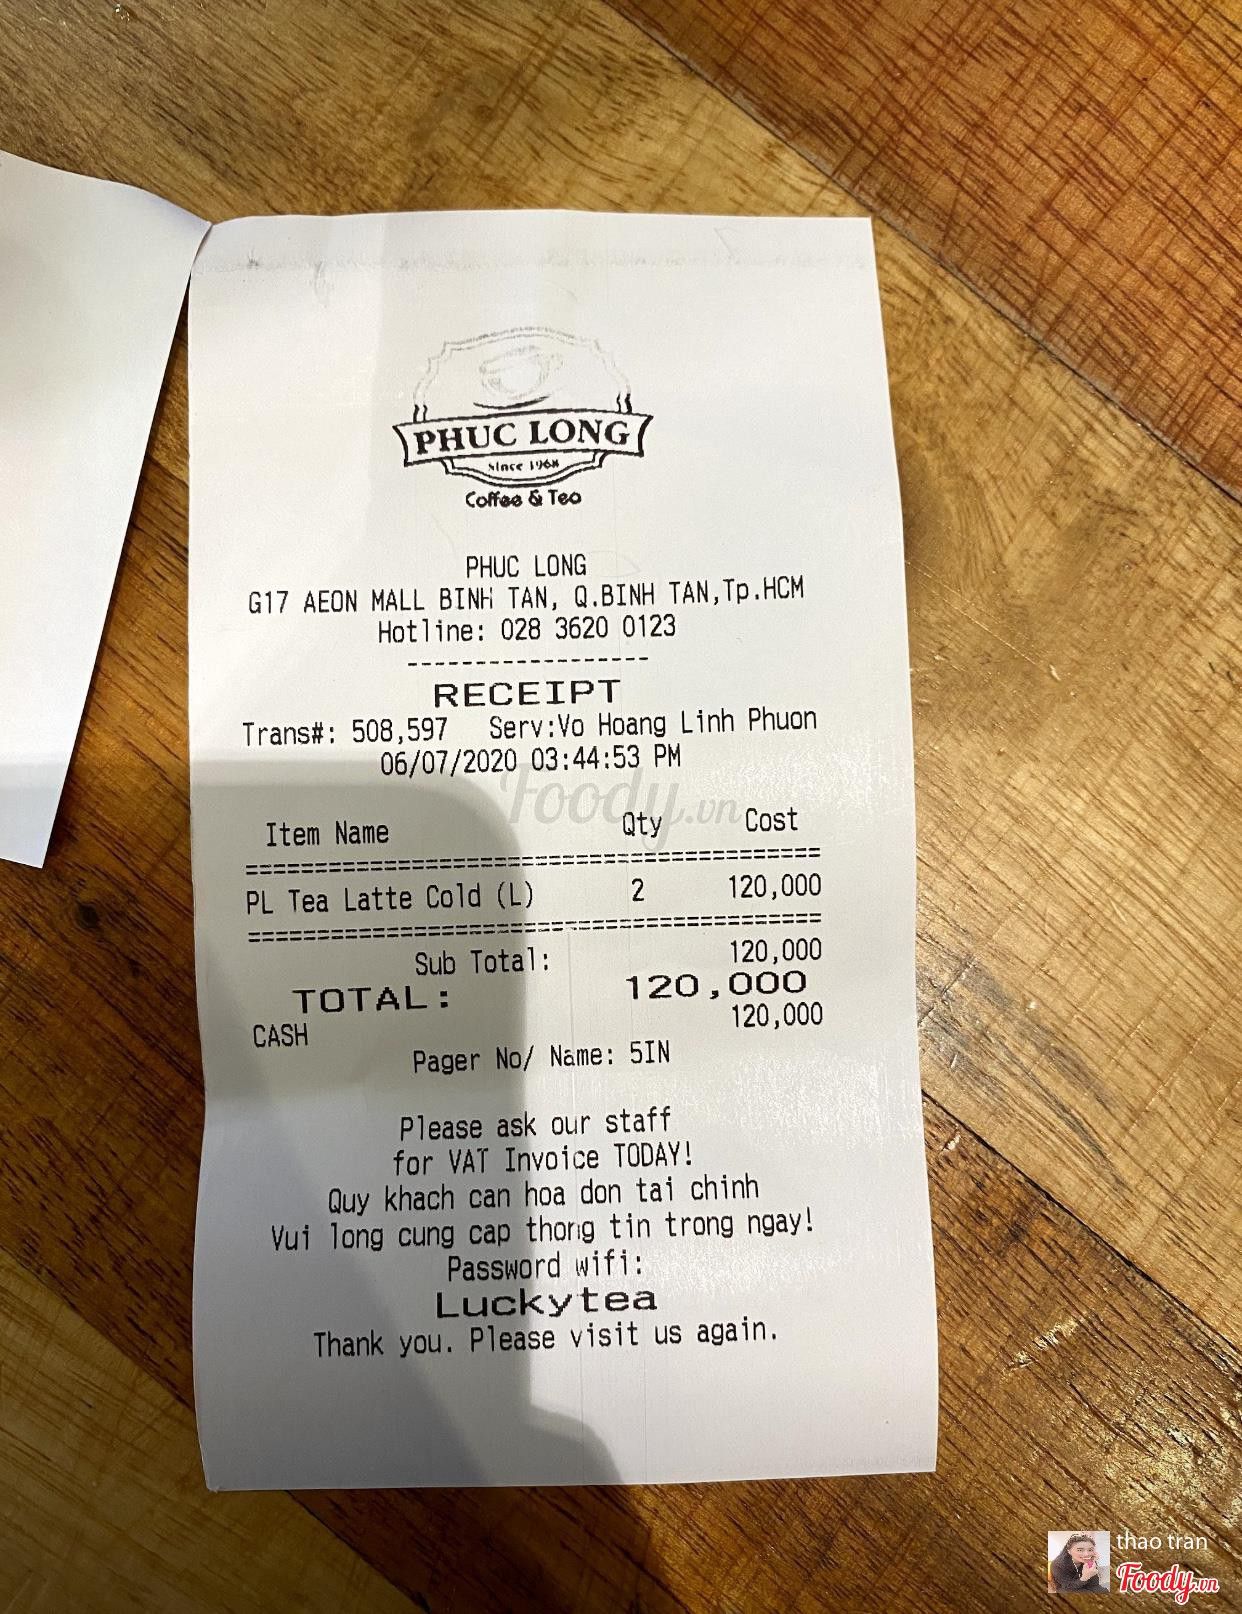 PHUC LONG
Since 1968
Coffee & Tea
PHUC LONG
G17 AEON MALL BINH TAN, Q.BINH TAN,Tp.HCM
Hotline: 028 3620 0123
------------------
RECEIPT
Trans#: 508,597 Serv:Vo Hoang Linh Phuon
06/07/2020 03:44:53 PM
Foody.vn
Item Name Qty Cost
==========================================
PL Tea Latte Cold (L) 2 120,000
==========================================
Sub Total: 120,000
TOTAL: 120,000
CASH 120,000
Pager No/ Name: 5IN
Please ask our staff
for VAT Invoice TODAY!
Quy khach can hoa don tai chinh
Vui long cung cap thong tin trong ngay!
Password wifi:
Luckytea
Thank you. Please visit us again.
thao tran
Foody.vn